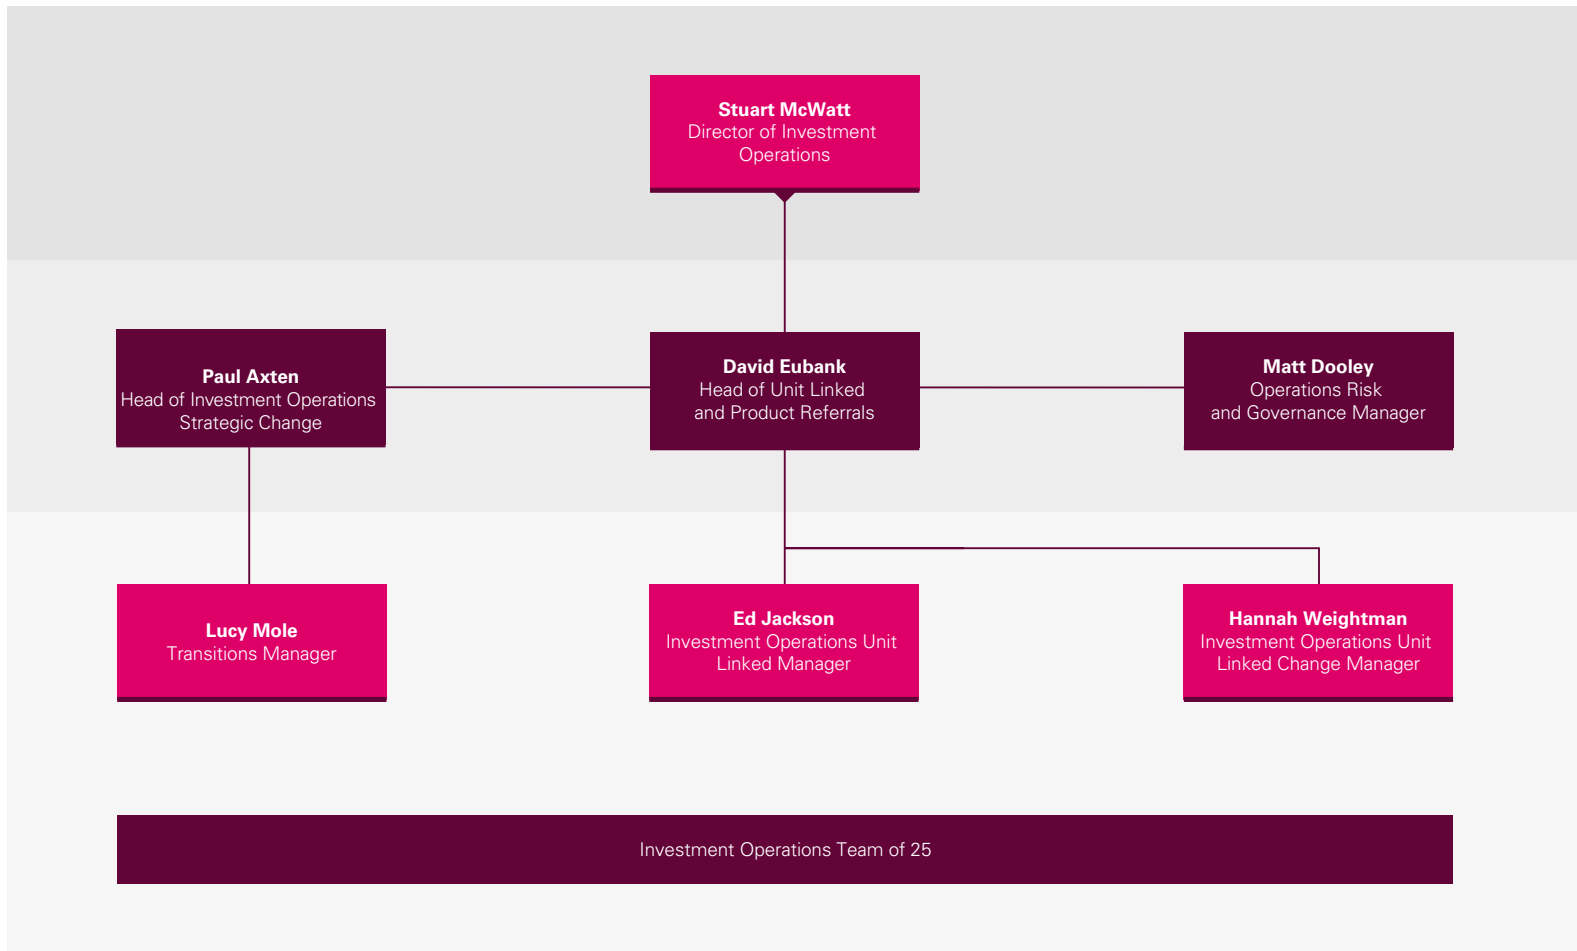 Stuart McWatt
Director of Investment
Operations
Paul Axten
Head of Investment Operations
Strategic Change
David Eubank
Head of Unit Linked
and Product Referrals
Matt Dooley
Operations Risk
and Governance Manager
Lucy Mole
Transitions Manager
Ed Jackson
Investment Operations Unit
Linked Manager
Hannah Weightman
Investment Operations Unit
Linked Change Manager
Investment Operations Team of 25